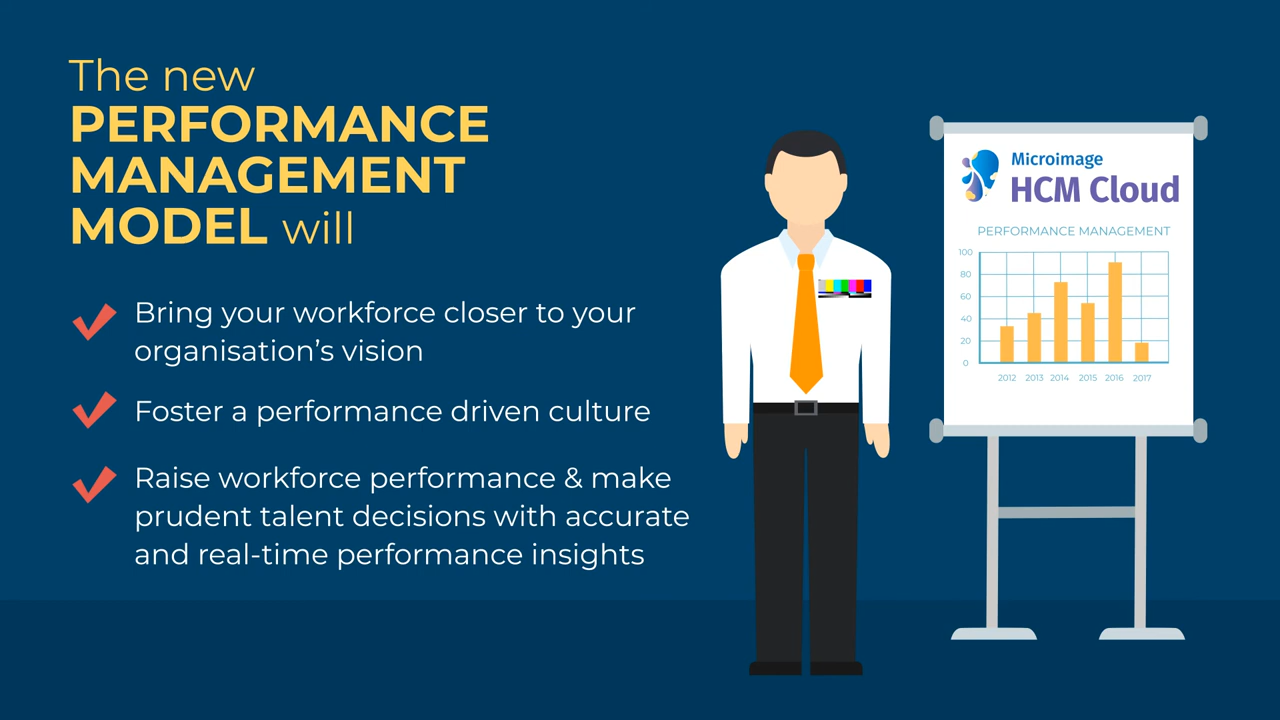 The new
PERFORMANCE
MANAGEMENT
MODEL will
Bring your workforce closer to your
organisation’s vision
Foster a performance driven culture
Raise workforce performance & make
prudent talent decisions with accurate
and real-time performance insights
Microimage
HCM Cloud
PERFORMANCE MANAGEMENT
100
80
60
40
20
0
2012 2013 2014 2015 2016 2017